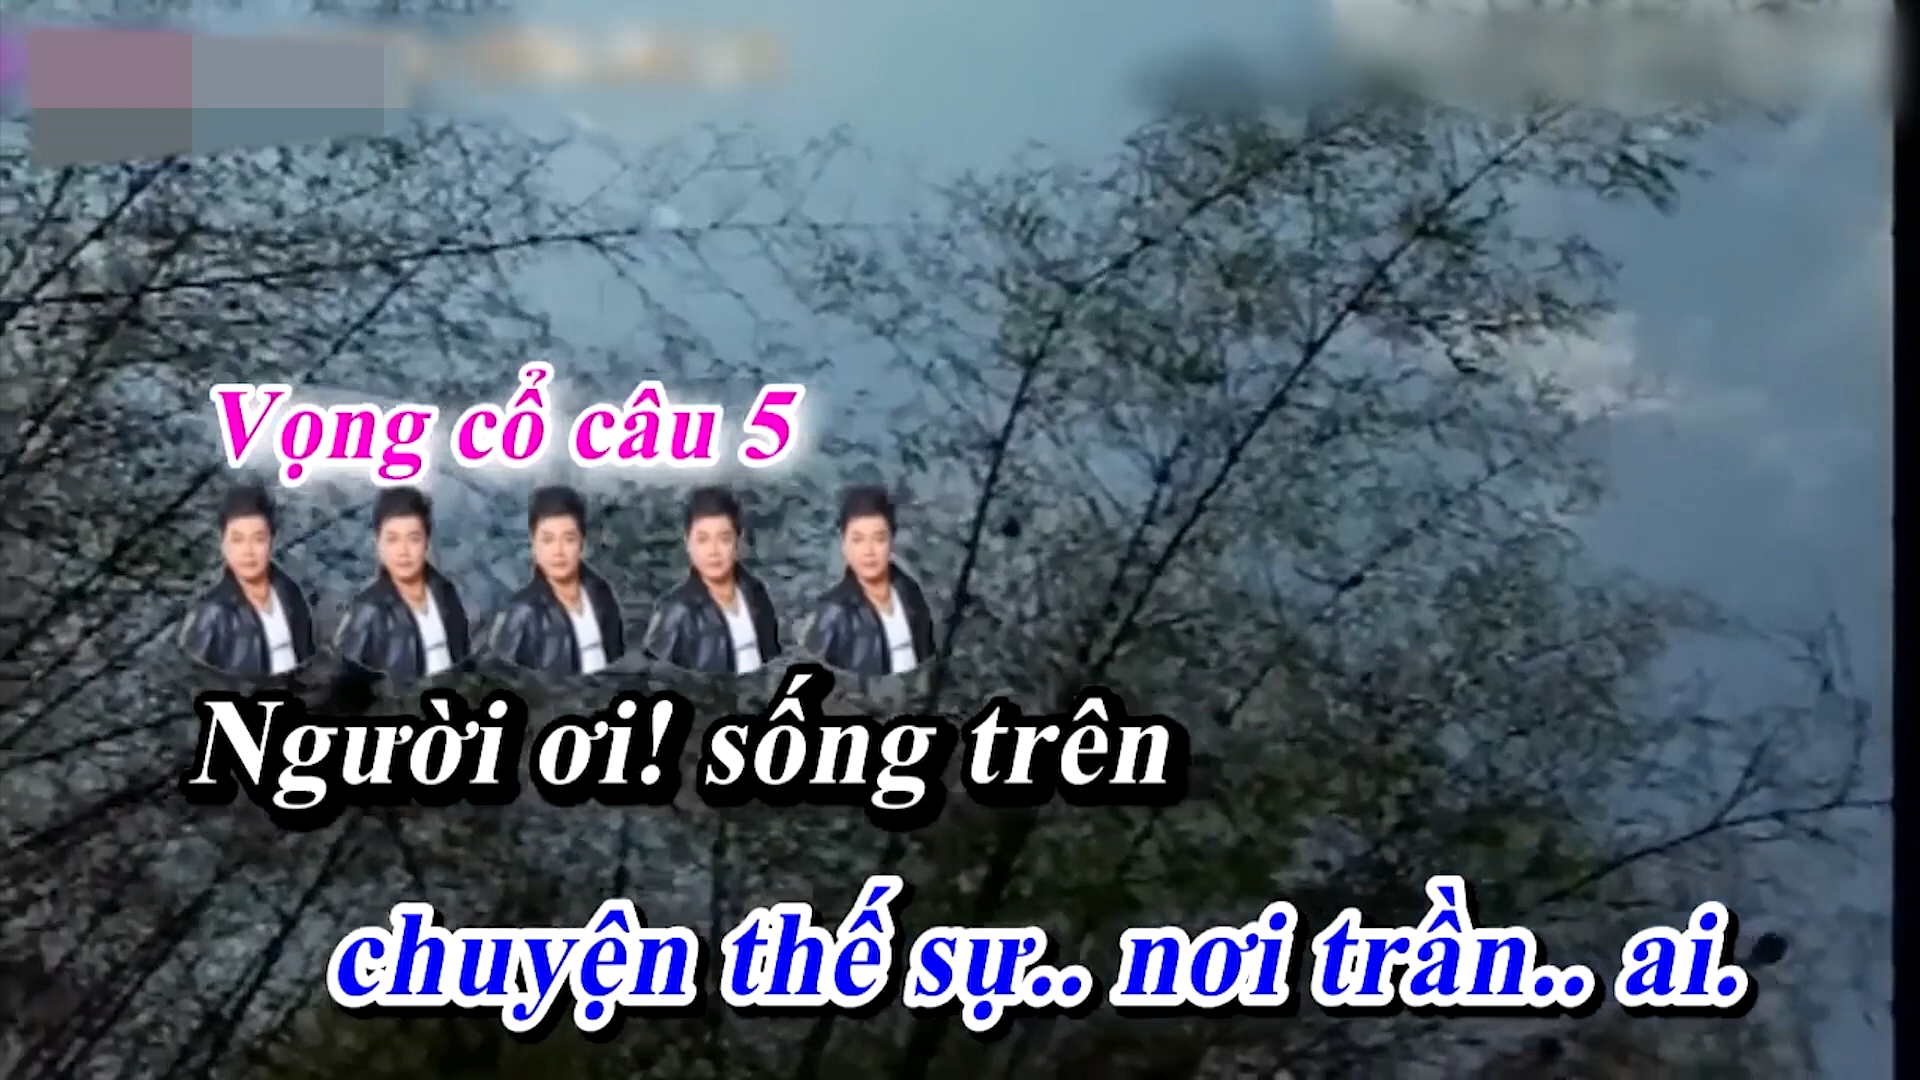 Vọng cổ câu 5
Người ơi! sống trên
chuyện thế sự.. nơi trần.. ai.